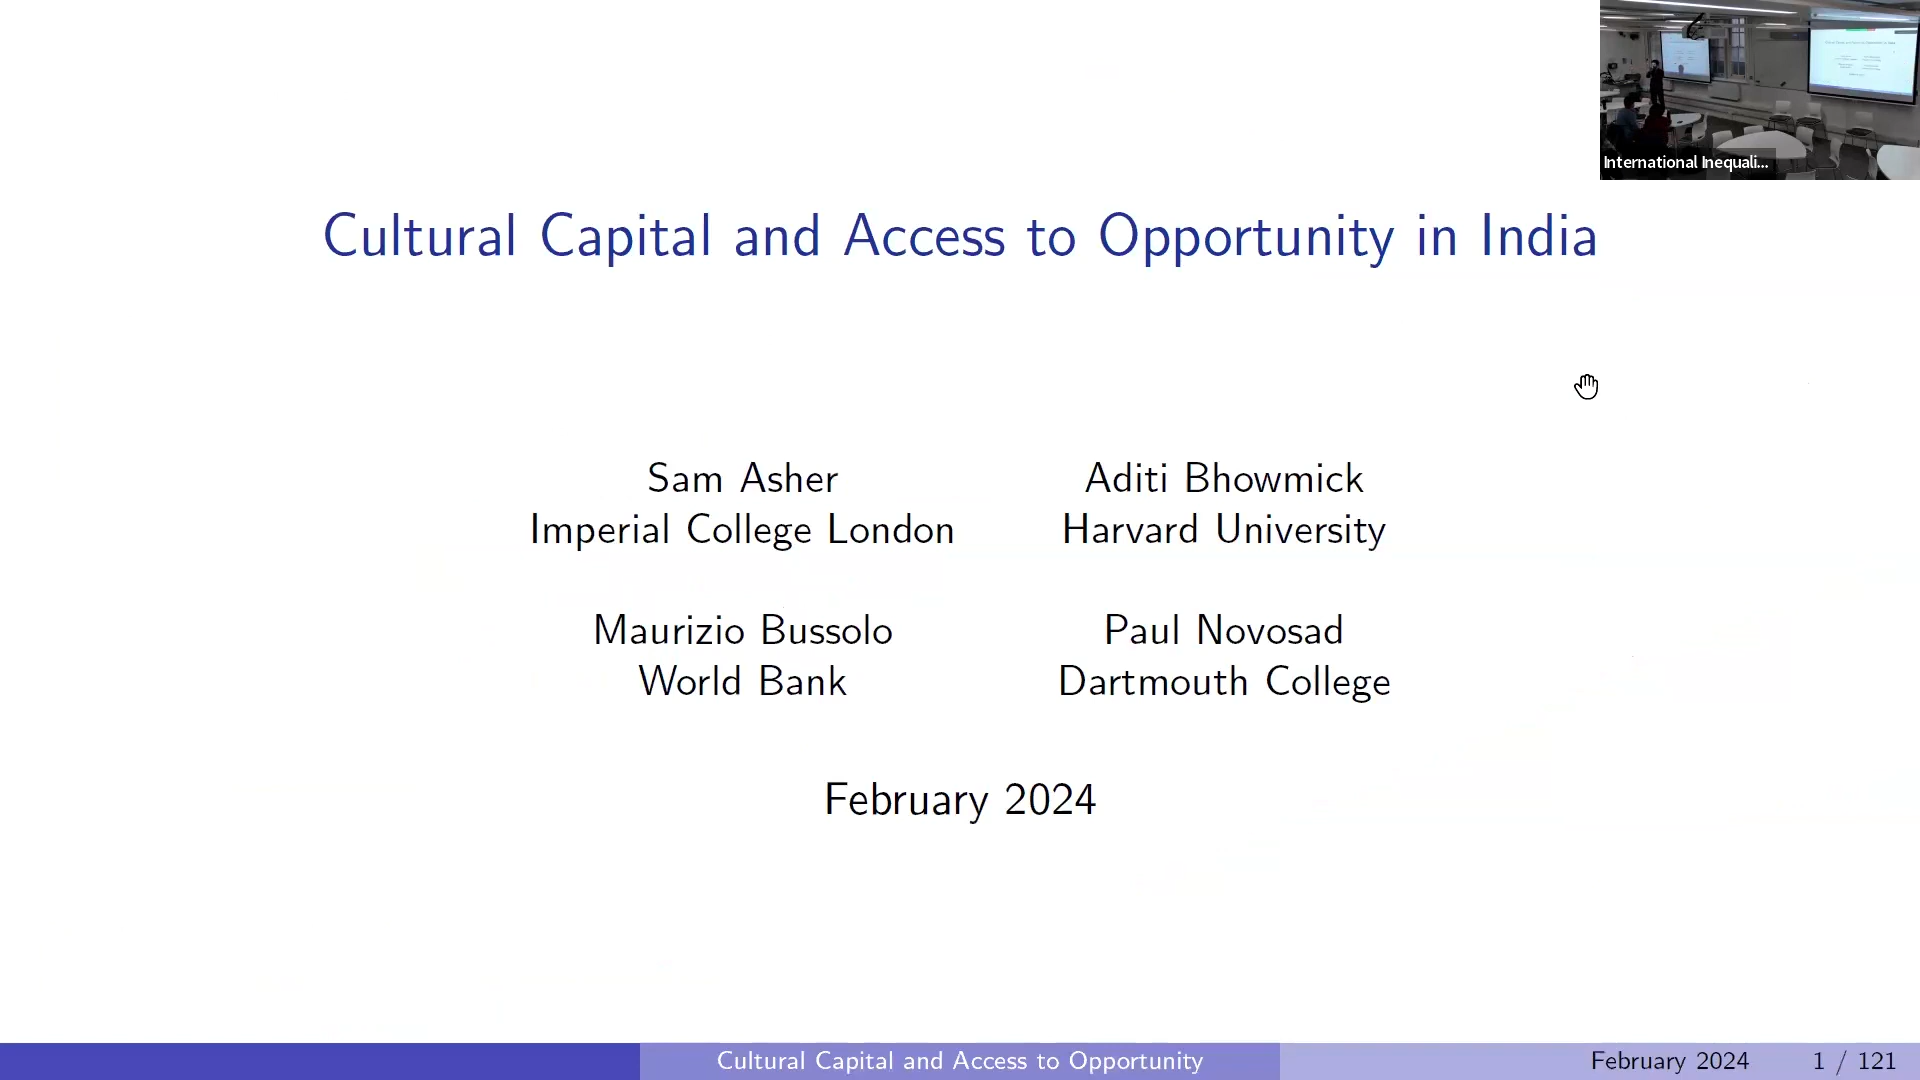 International Inequali...
Cultural Capital and Access to Opportunity in India
Sam Asher
Imperial College London
Aditi Bhowmick
Harvard University
Maurizio Bussolo
World Bank
Paul Novosad
Dartmouth College
February 2024
Cultural Capital and Access to Opportunity
February 2024
1 / 121